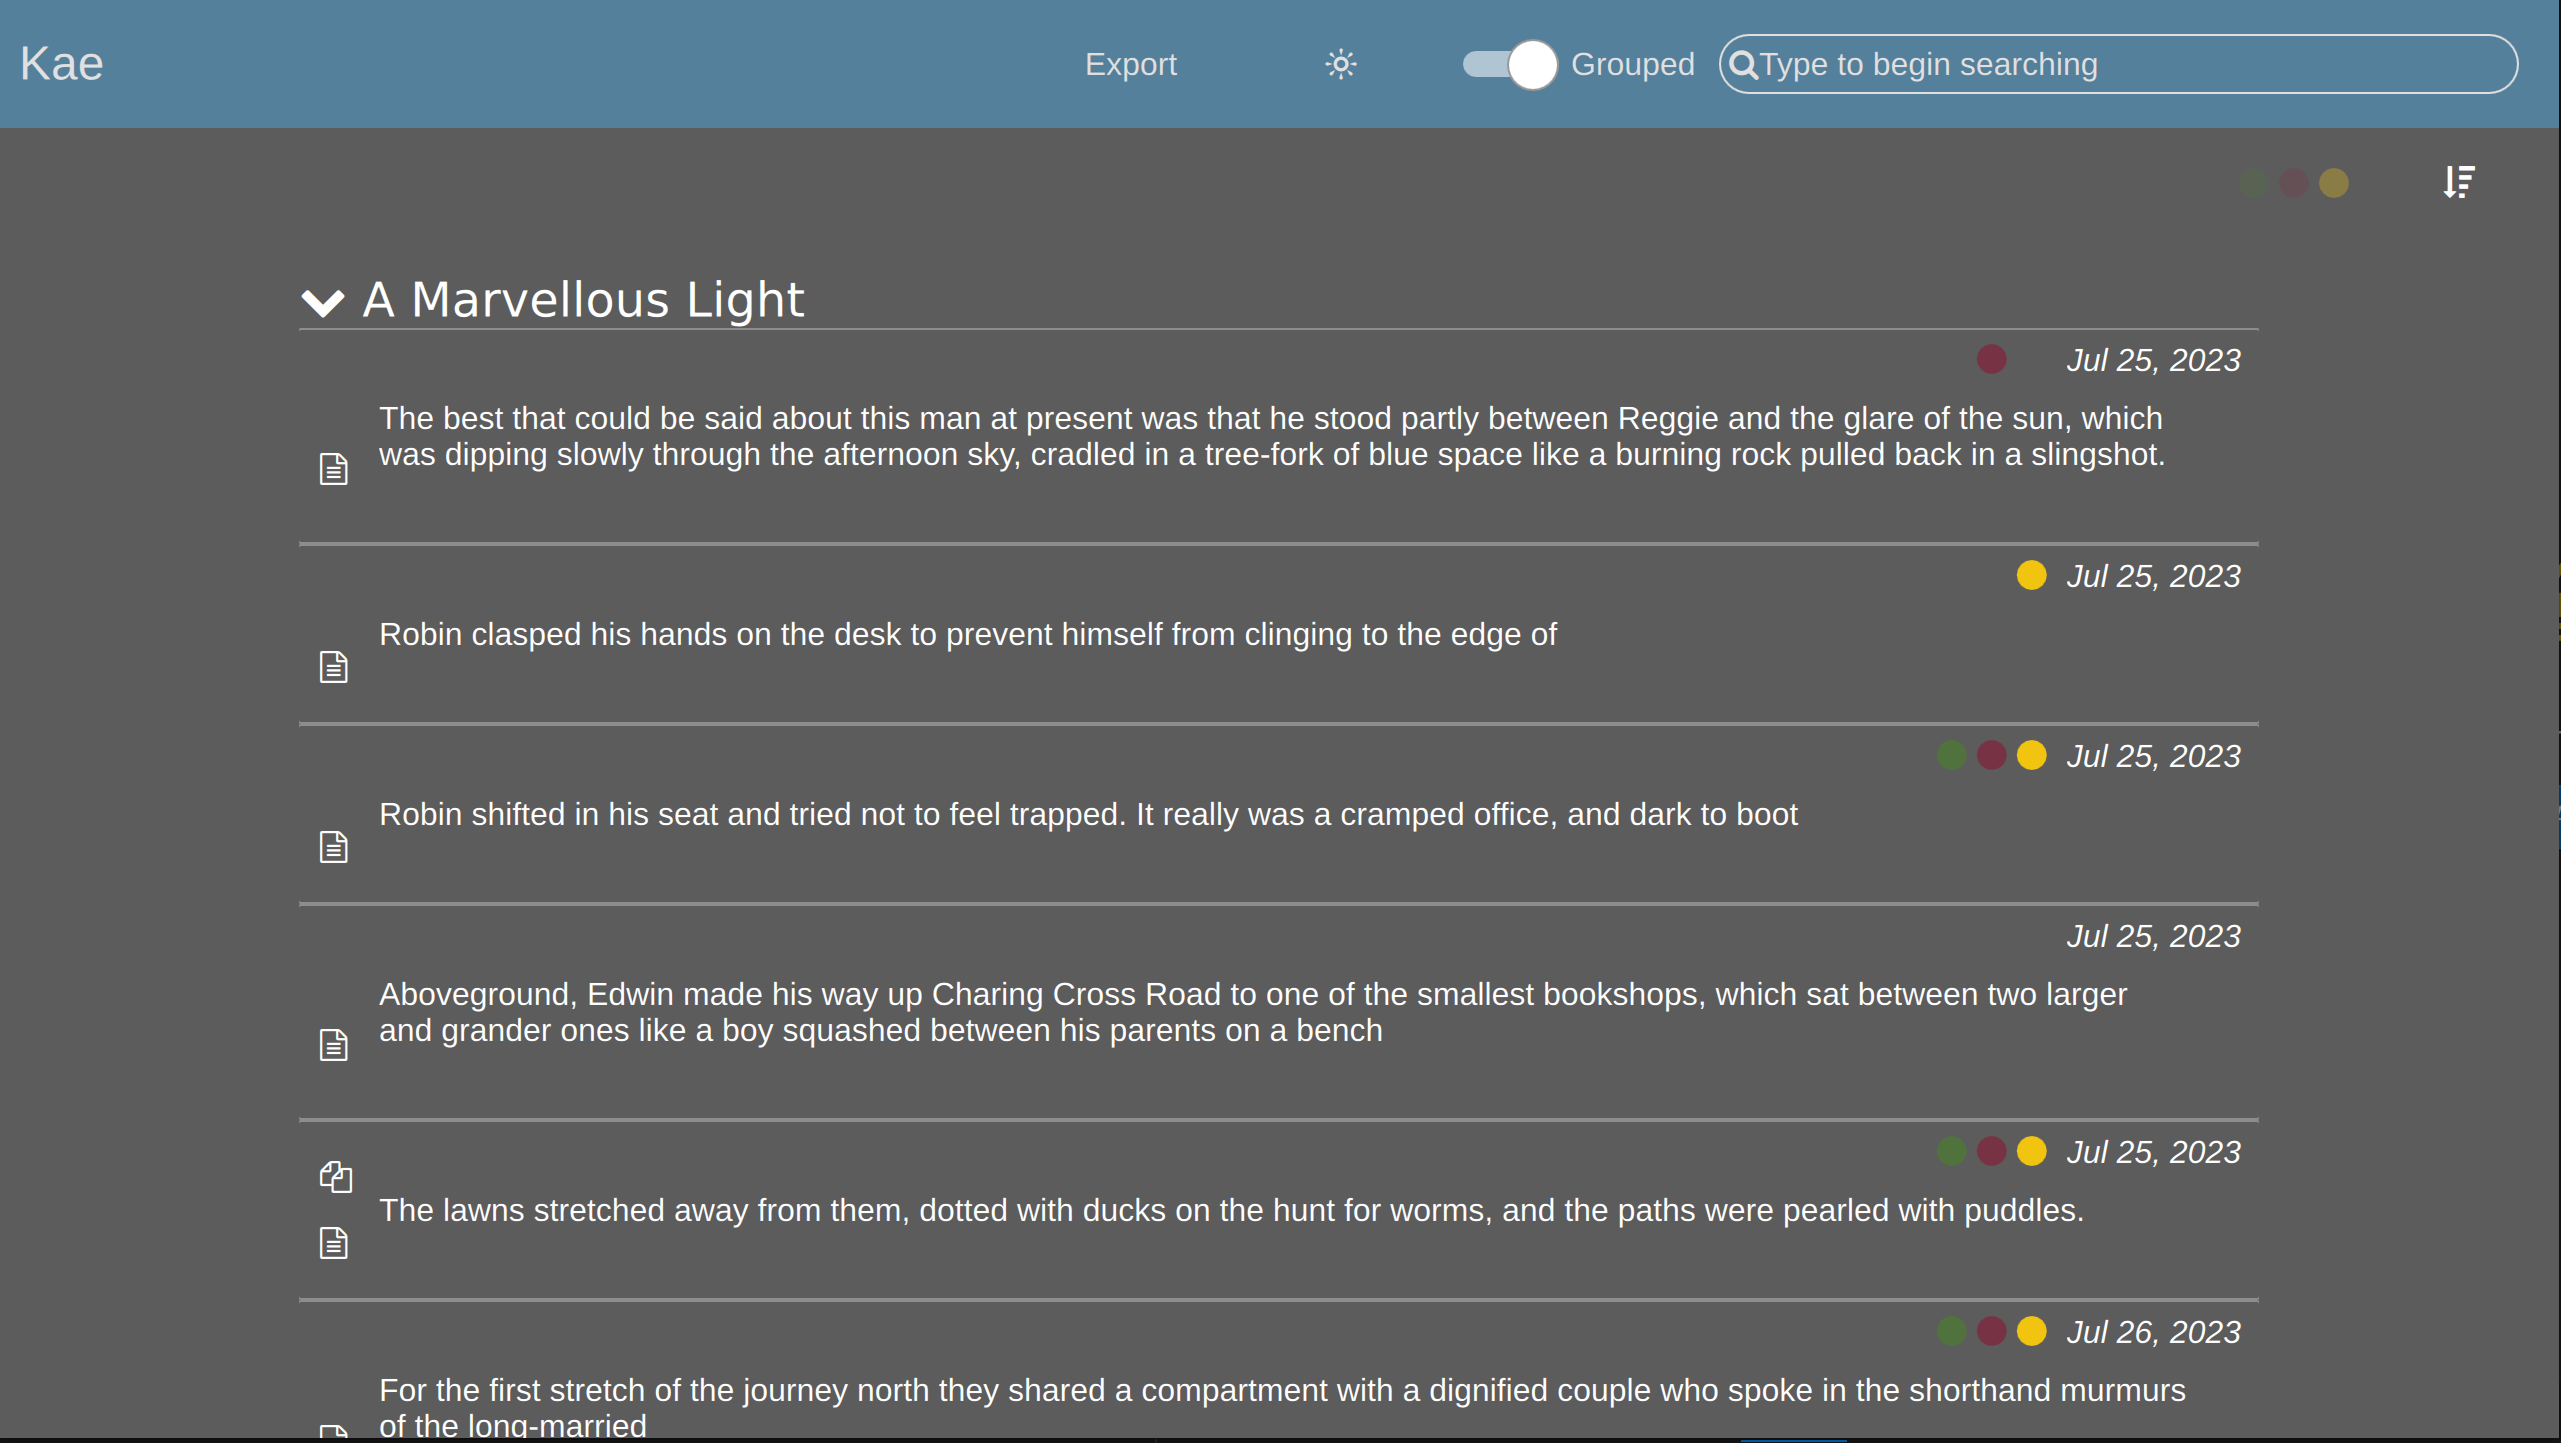 Kae
Export
Grouped
Type to begin searching
A Marvellous Light
Jul 25, 2023
The best that could be said about this man at present was that he stood partly between Reggie and the glare of the sun, which
was dipping slowly through the afternoon sky, cradled in a tree-fork of blue space like a burning rock pulled back in a slingshot.
Jul 25, 2023
Robin clasped his hands on the desk to prevent himself from clinging to the edge of
Jul 25, 2023
Robin shifted in his seat and tried not to feel trapped. It really was a cramped office, and dark to boot
Jul 25, 2023
Aboveground, Edwin made his way up Charing Cross Road to one of the smallest bookshops, which sat between two larger
and grander ones like a boy squashed between his parents on a bench
Jul 25, 2023
The lawns stretched away from them, dotted with ducks on the hunt for worms, and the paths were pearled with puddles.
Jul 26, 2023
For the first stretch of the journey north they shared a compartment with a dignified couple who spoke in the shorthand murmurs
of the long-married